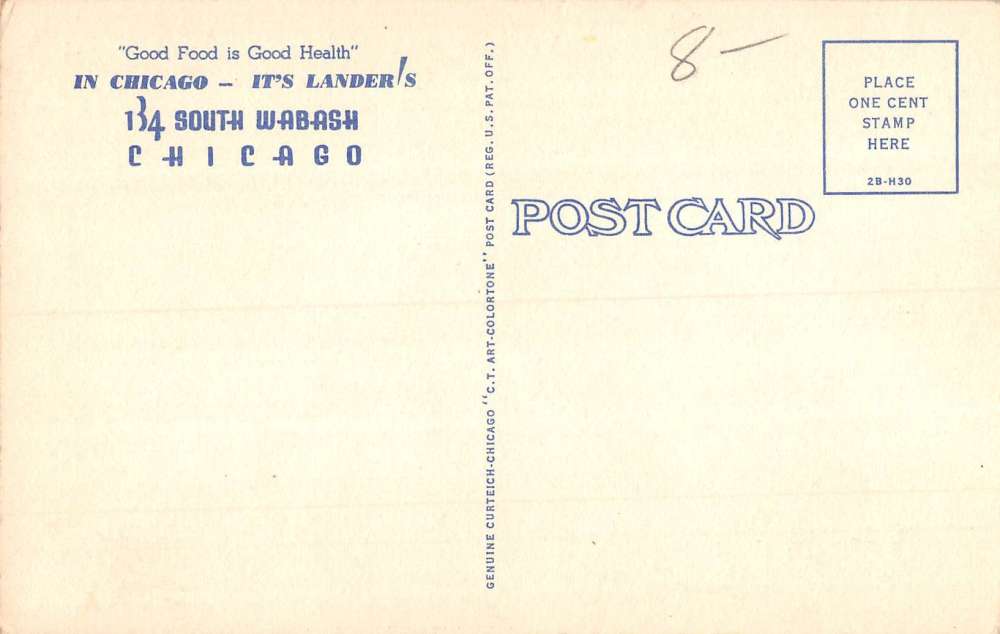 "Good Food is Good Health"
IN CHICAGO – IT'S LANDER'S
134 SOUTH WABASH
CHICAGO
GENUINE CURTEICH-CHICAGO "C.T. ART-COLORTONE" POST CARD (REG. U.S. PAT. OFF.)
8–
POST CARD
PLACE
ONE CENT
STAMP
HERE
2B-H30